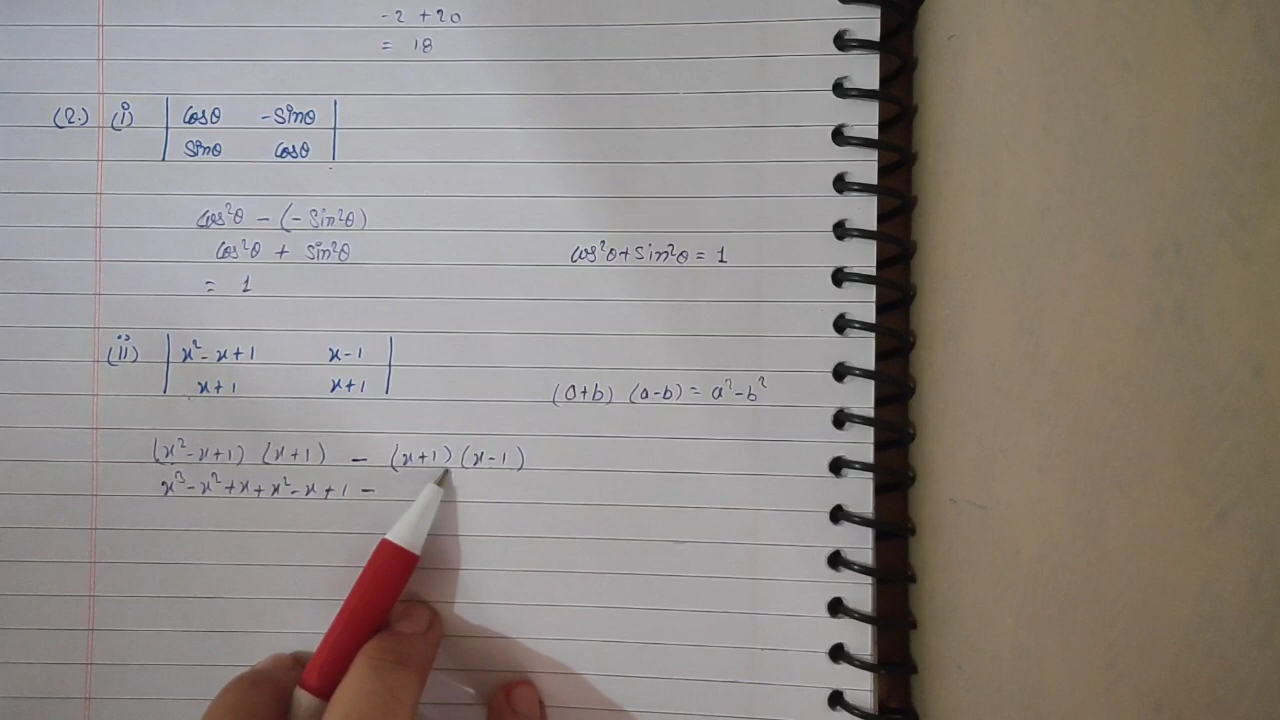 -2 +20
= 18
(2.) (i) | cosθ -sinθ |
| sinθ cosθ |
cos²θ - (-sin²θ)
cos²θ + sin²θ
cos²θ+sin²θ = 1
= 1
(ii) | x²-x+1 x-1 |
| x+1 x+1 |
(a+b) (a-b) = a²-b²
(x²-x+1) (x+1) - (x+1) (x-1)
x³-x²+x+x²-x+1-